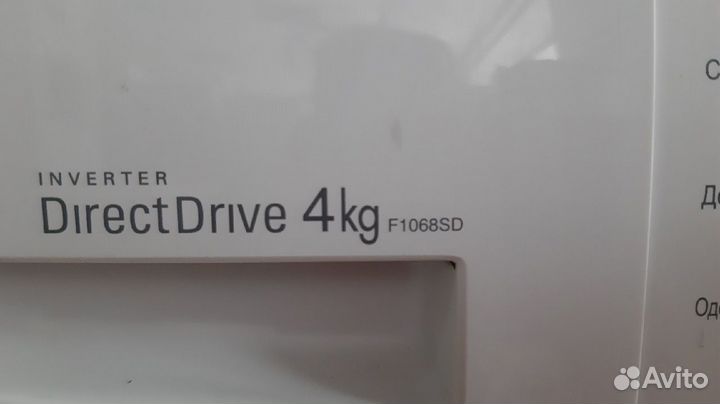 INVERTER
DirectDrive 4kg F1068SD
Avito